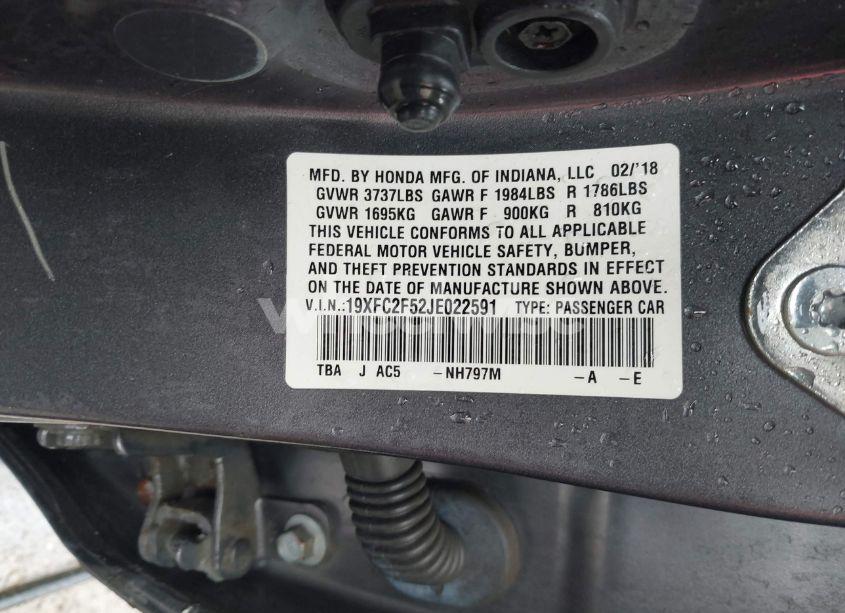 MFD. BY HONDA MFG. OF INDIANA, LLC 02/'18
GVWR 3737LBS GAWR F 1984LBS R 1786LBS
GVWR 1695KG GAWR F 900KG R 810KG
THIS VEHICLE CONFORMS TO ALL APPLICABLE
FEDERAL MOTOR VEHICLE SAFETY, BUMPER,
AND THEFT PREVENTION STANDARDS IN EFFECT
ON THE DATE OF MANUFACTURE SHOWN ABOVE.
V.I.N.:19XFC2F52JE022591 TYPE: PASSENGER CAR
TBA J AC5 -NH797M -A -E